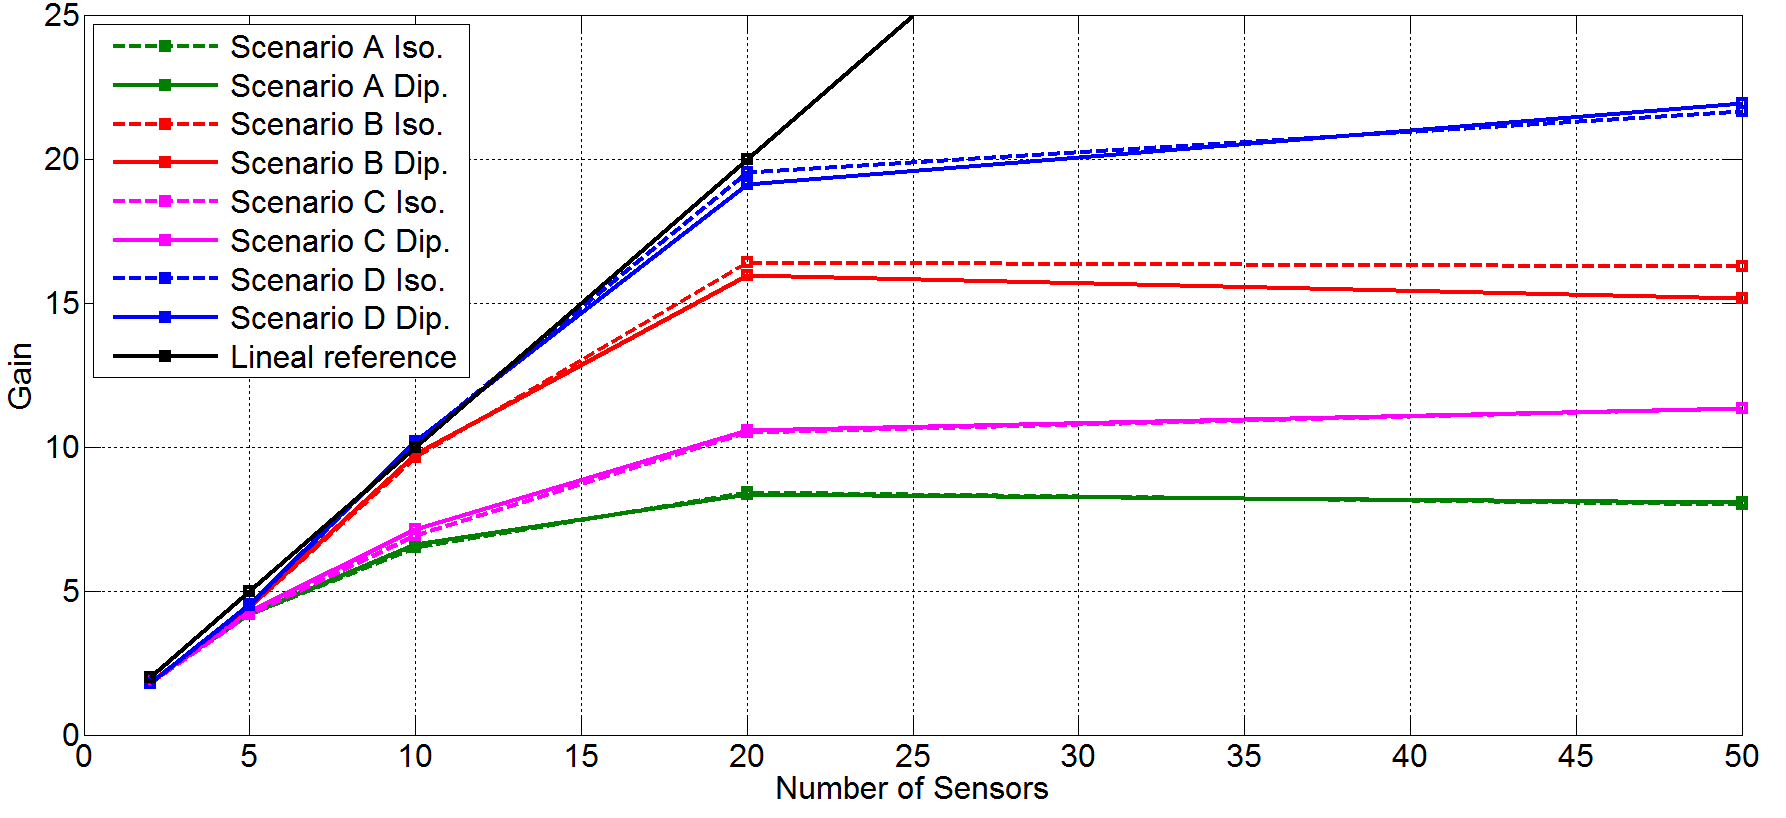 25
20
15
10
5
0
Gain
Scenario A Iso.
Scenario A Dip.
Scenario B Iso.
Scenario B Dip.
Scenario C Iso.
Scenario C Dip.
Scenario D Iso.
Scenario D Dip.
Lineal reference
0 5 10 15 20 25 30 35 40 45 50
Number of Sensors